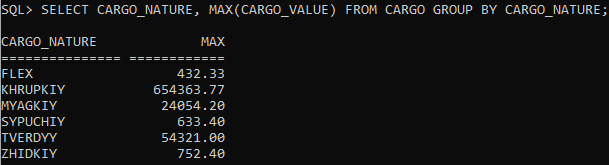 SQL> SELECT CARGO_NATURE, MAX(CARGO_VALUE) FROM CARGO GROUP BY CARGO_NATURE;
CARGO_NATURE MAX
=============== ============
FLEX 432.33
KHRUPKIY 654363.77
MYAGKIY 24054.20
SYPUCHIY 633.40
TVERDYY 54321.00
ZHIDKIY 752.40